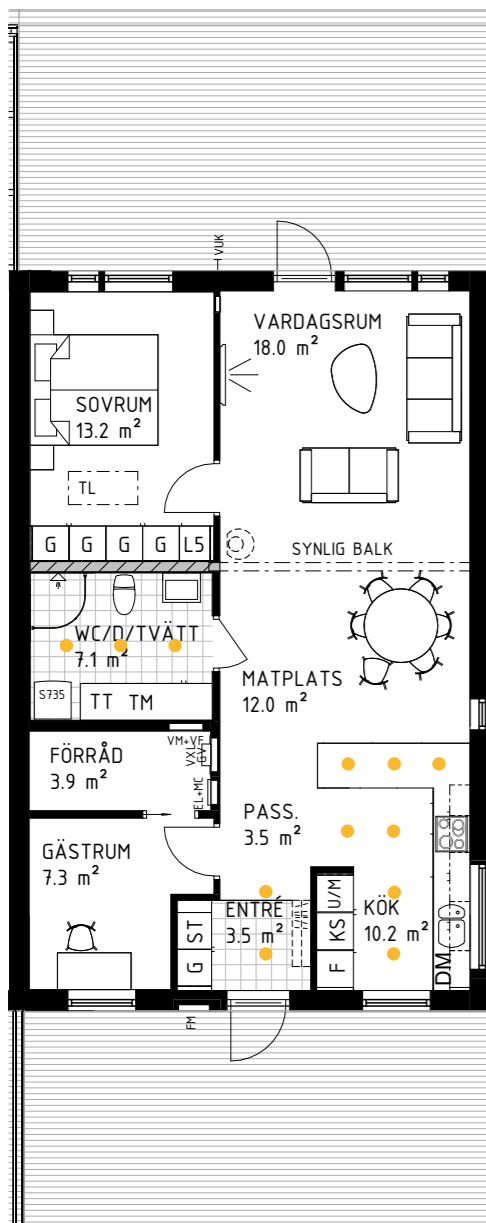 VUK
VARDAGSRUM
18.0 m²
SOVRUM
13.2 m²
TL
G G G G L5
SYNLIG BALK
WC/D/TVÄTT
7.1 m²
S735
TT TM
MATPLATS
12.0 m²
VM+VF
VXL
GV
EL+MC
FÖRRÅD
3.9 m²
PASS.
3.5 m²
GÄSTRUM
7.3 m²
ENTRÉ
3.5 m²
ST
G
U/M
KS
F
KÖK
10.2 m²
DM
FM